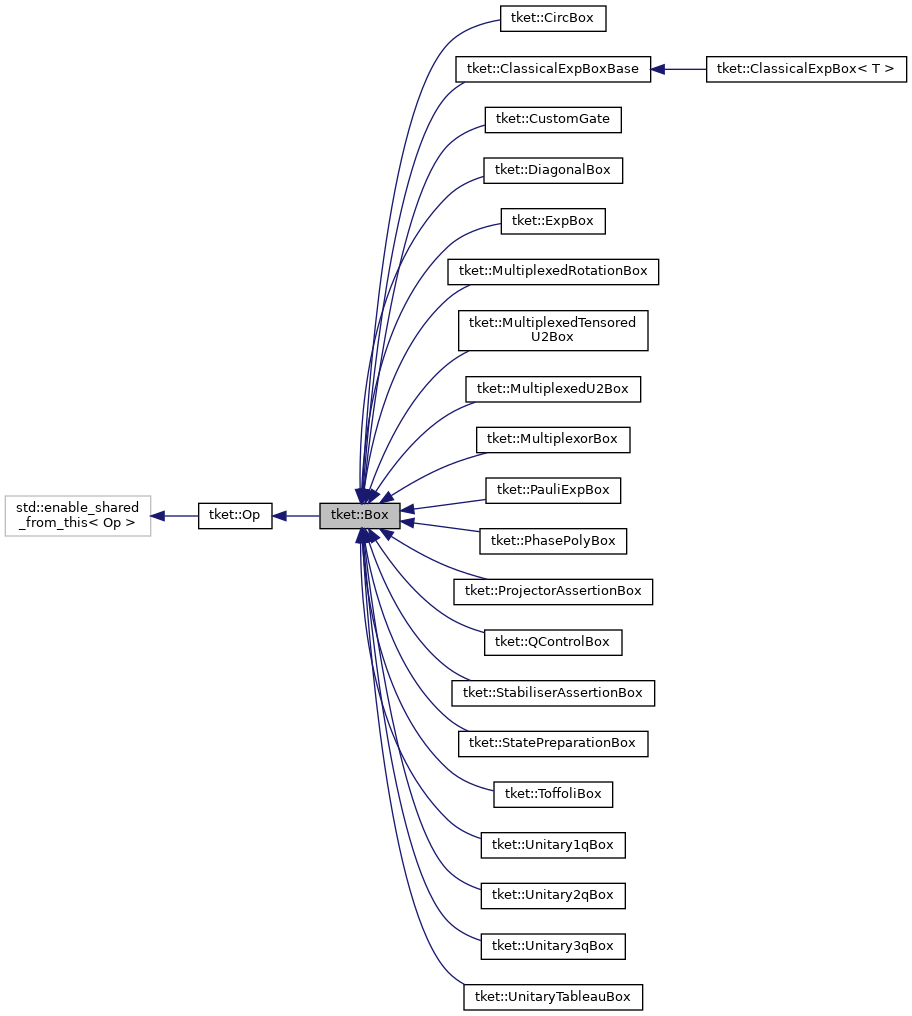 tket::CircBox
tket::ClassicalExpBoxBase
tket::ClassicalExpBox< T >
tket::CustomGate
tket::DiagonalBox
tket::ExpBox
tket::MultiplexedRotationBox
tket::MultiplexedTensored
U2Box
tket::MultiplexedU2Box
tket::MultiplexorBox
tket::PauliExpBox
std::enable_shared
_from_this< Op >
tket::Op
tket::Box
tket::PhasePolyBox
tket::ProjectorAssertionBox
tket::QControlBox
tket::StabiliserAssertionBox
tket::StatePreparationBox
tket::ToffoliBox
tket::Unitary1qBox
tket::Unitary2qBox
tket::Unitary3qBox
tket::UnitaryTableauBox